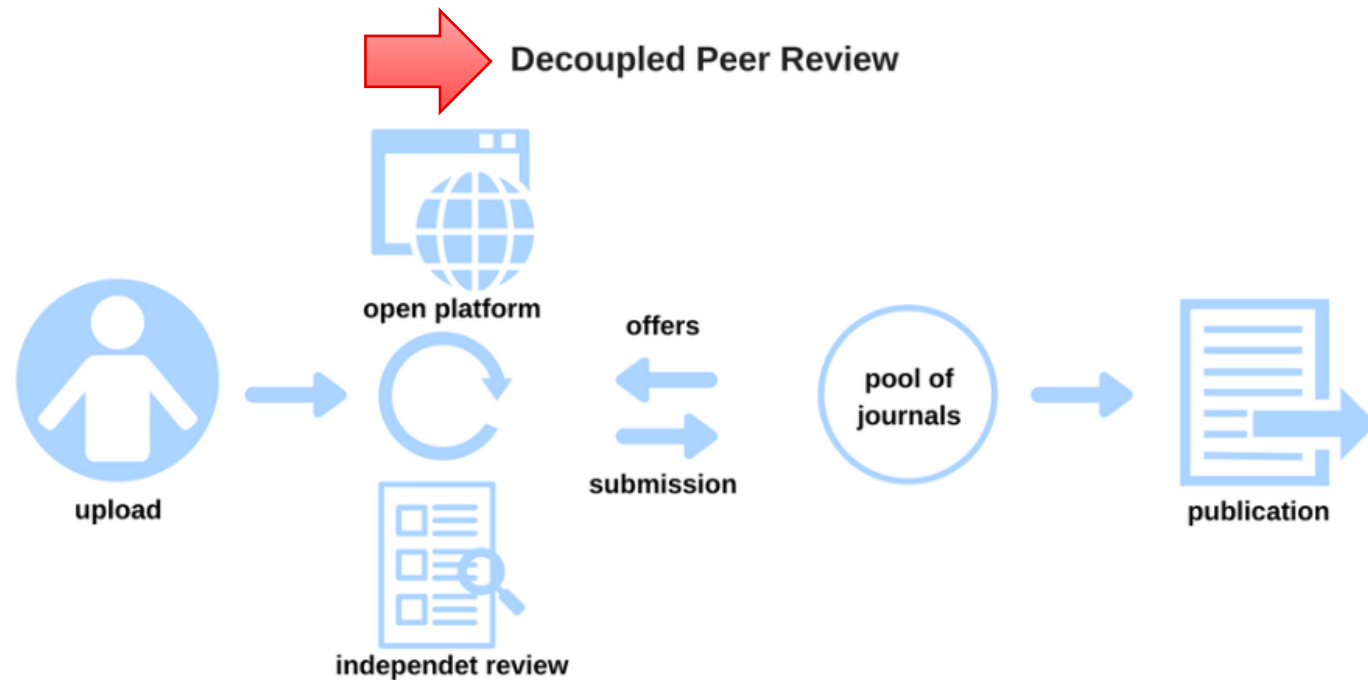 Decoupled Peer Review
open platform
offers
pool of
journals
submission
upload
publication
independet review